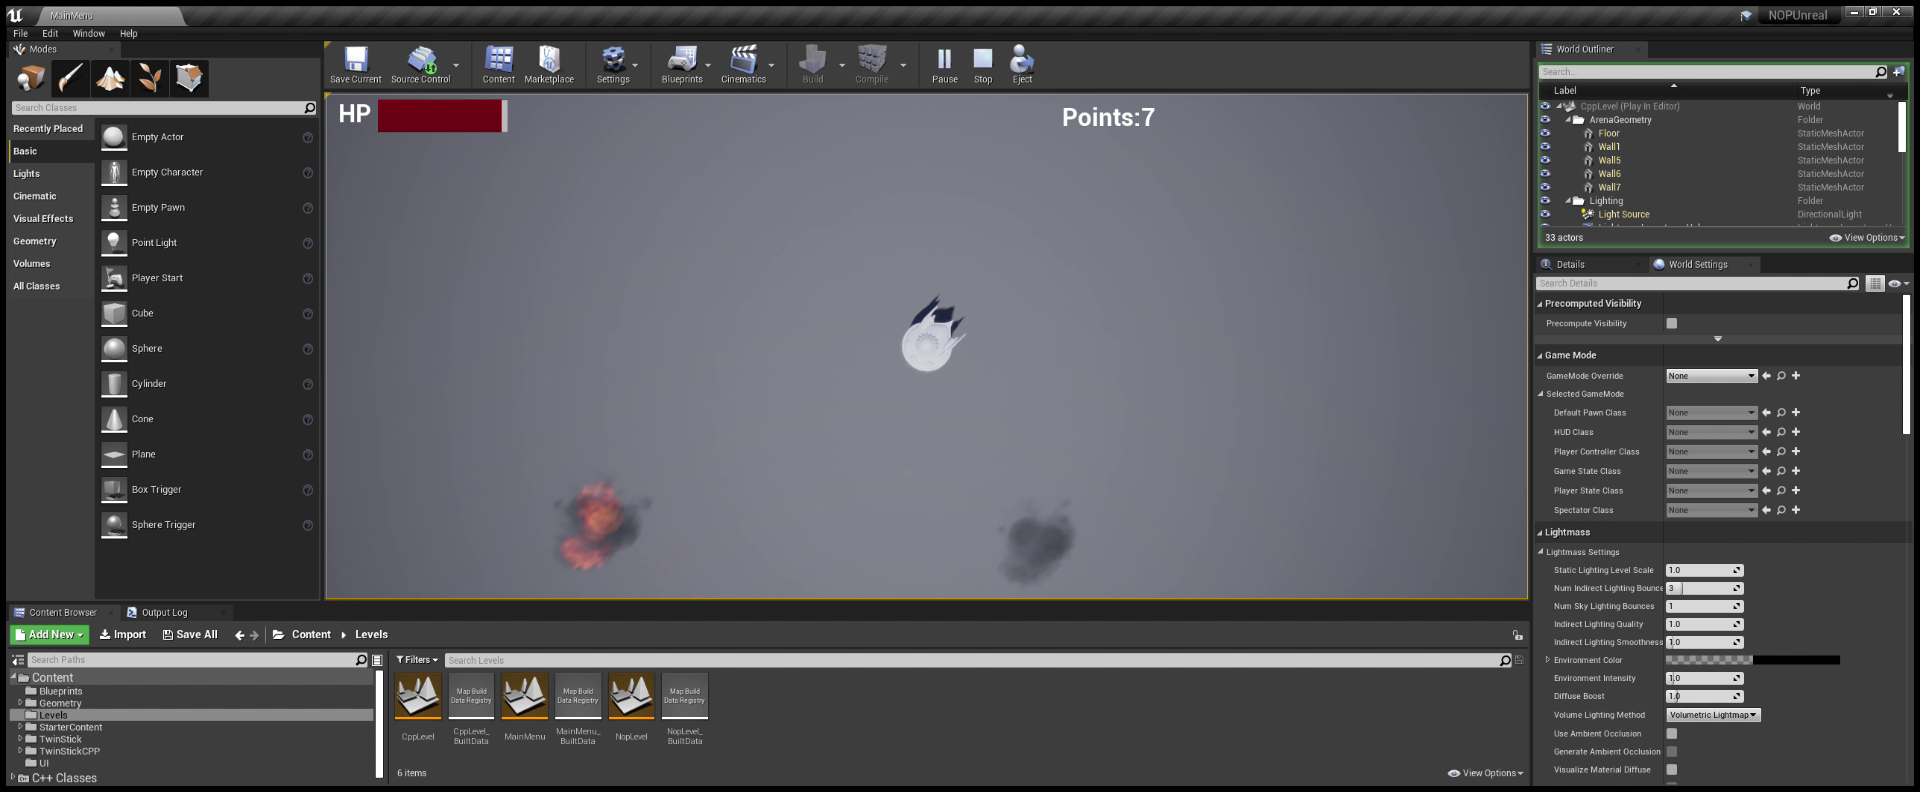 MainMenu
NOPUnreal
File Edit Window Help
Modes
Search Classes
Recently Placed
Basic
Lights
Cinematic
Visual Effects
Geometry
Volumes
All Classes
Empty Actor
Empty Character
Empty Pawn
Point Light
Player Start
Cube
Sphere
Cylinder
Cone
Plane
Box Trigger
Sphere Trigger
Save Current Source Control Content Marketplace Settings Blueprints Cinematics Build Compile Pause Stop Eject
HP
Points:7
World Outliner
Search...
Label Type
CppLevel (Play In Editor) World
ArenaGeometry Folder
Floor StaticMeshActor
Wall1 StaticMeshActor
Wall5 StaticMeshActor
Wall6 StaticMeshActor
Wall7 StaticMeshActor
Lighting Folder
Light Source DirectionalLight
33 actors View Options
Details World Settings
Search Details
Precomputed Visibility
Precompute Visibility
Game Mode
GameMode Override None
Selected GameMode
Default Pawn Class None
HUD Class None
Player Controller Class None
Game State Class None
Player State Class None
Spectator Class None
Lightmass
Lightmass Settings
Static Lighting Level Scale 1.0
Num Indirect Lighting Bounce 3
Num Sky Lighting Bounces 1
Indirect Lighting Quality 1.0
Indirect Lighting Smoothness 1.0
Environment Color
Environment Intensity 1.0
Diffuse Boost 1.0
Volume Lighting Method Volumetric Lightmap
Use Ambient Occlusion
Generate Ambient Occlusion
Visualize Material Diffuse
Content Browser Output Log
Add New Import Save All Content Levels
Search Paths
Content
Blueprints
Geometry
Levels
StarterContent
TwinStick
TwinStickCPP
UI
C++ Classes
Filters Search Levels
Map Build
Data Registry
Map Build
Data Registry
Map Build
Data Registry
CppLevel
CppLevel_
BuiltData
MainMenu
MainMenu_
BuiltData
NopLevel
NopLevel_
BuiltData
6 items View Options